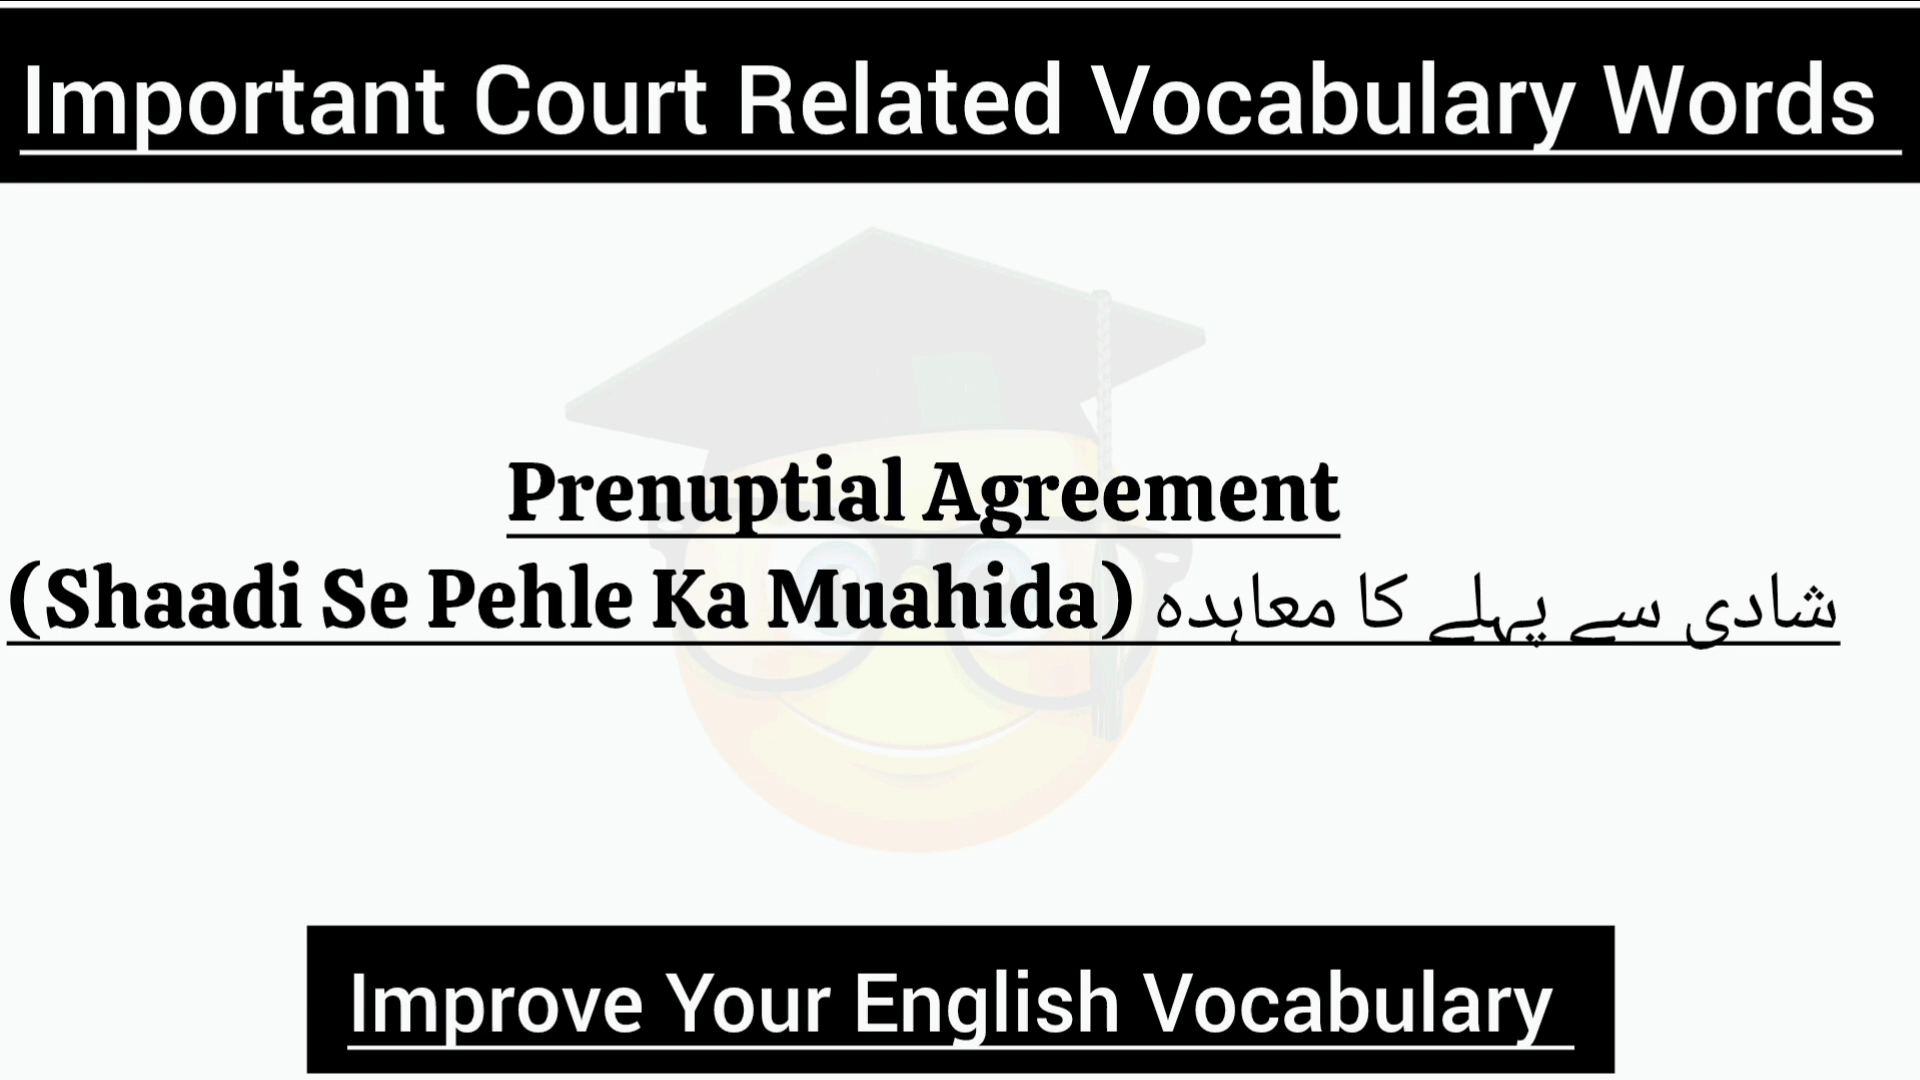 Important Court Related Vocabulary Words
Prenuptial Agreement
(Shaadi Se Pehle Ka Muahida) شادی سے پہلے کا معاہدہ
Improve Your English Vocabulary